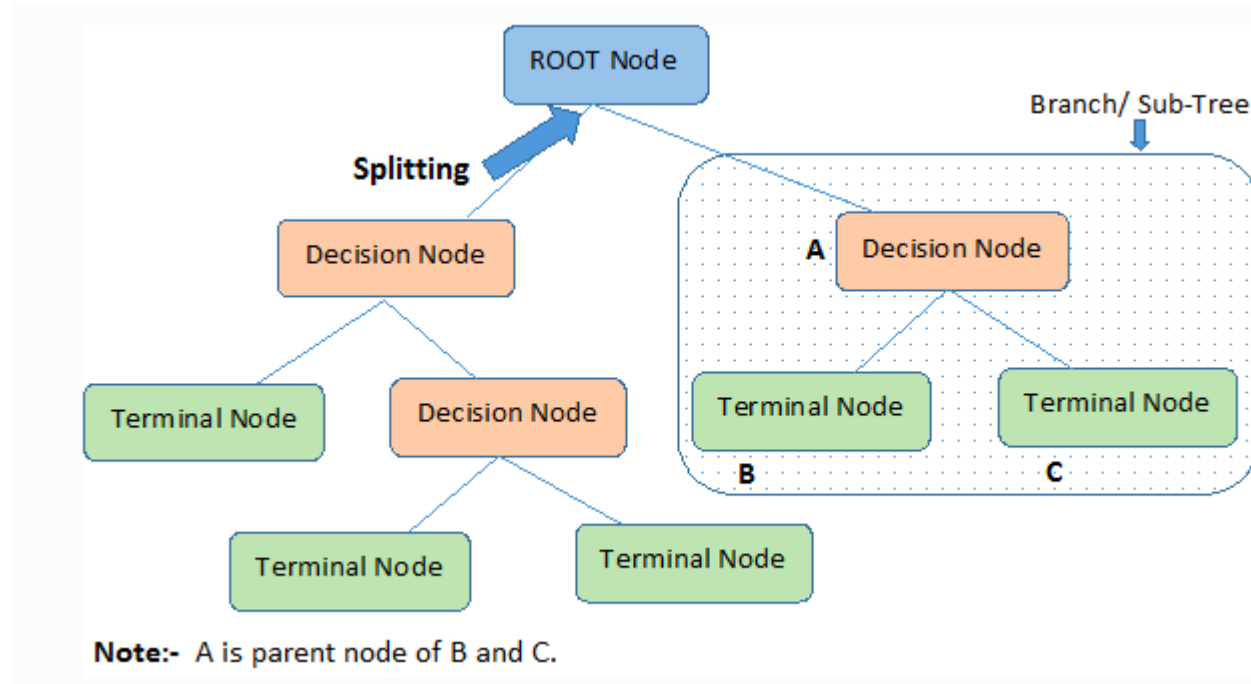 ROOT Node
Branch/ Sub-Tree
Splitting
Decision Node
A
Decision Node
Terminal Node
Decision Node
Terminal Node
Terminal Node
B
C
Terminal Node
Terminal Node
Note:- A is parent node of B and C.